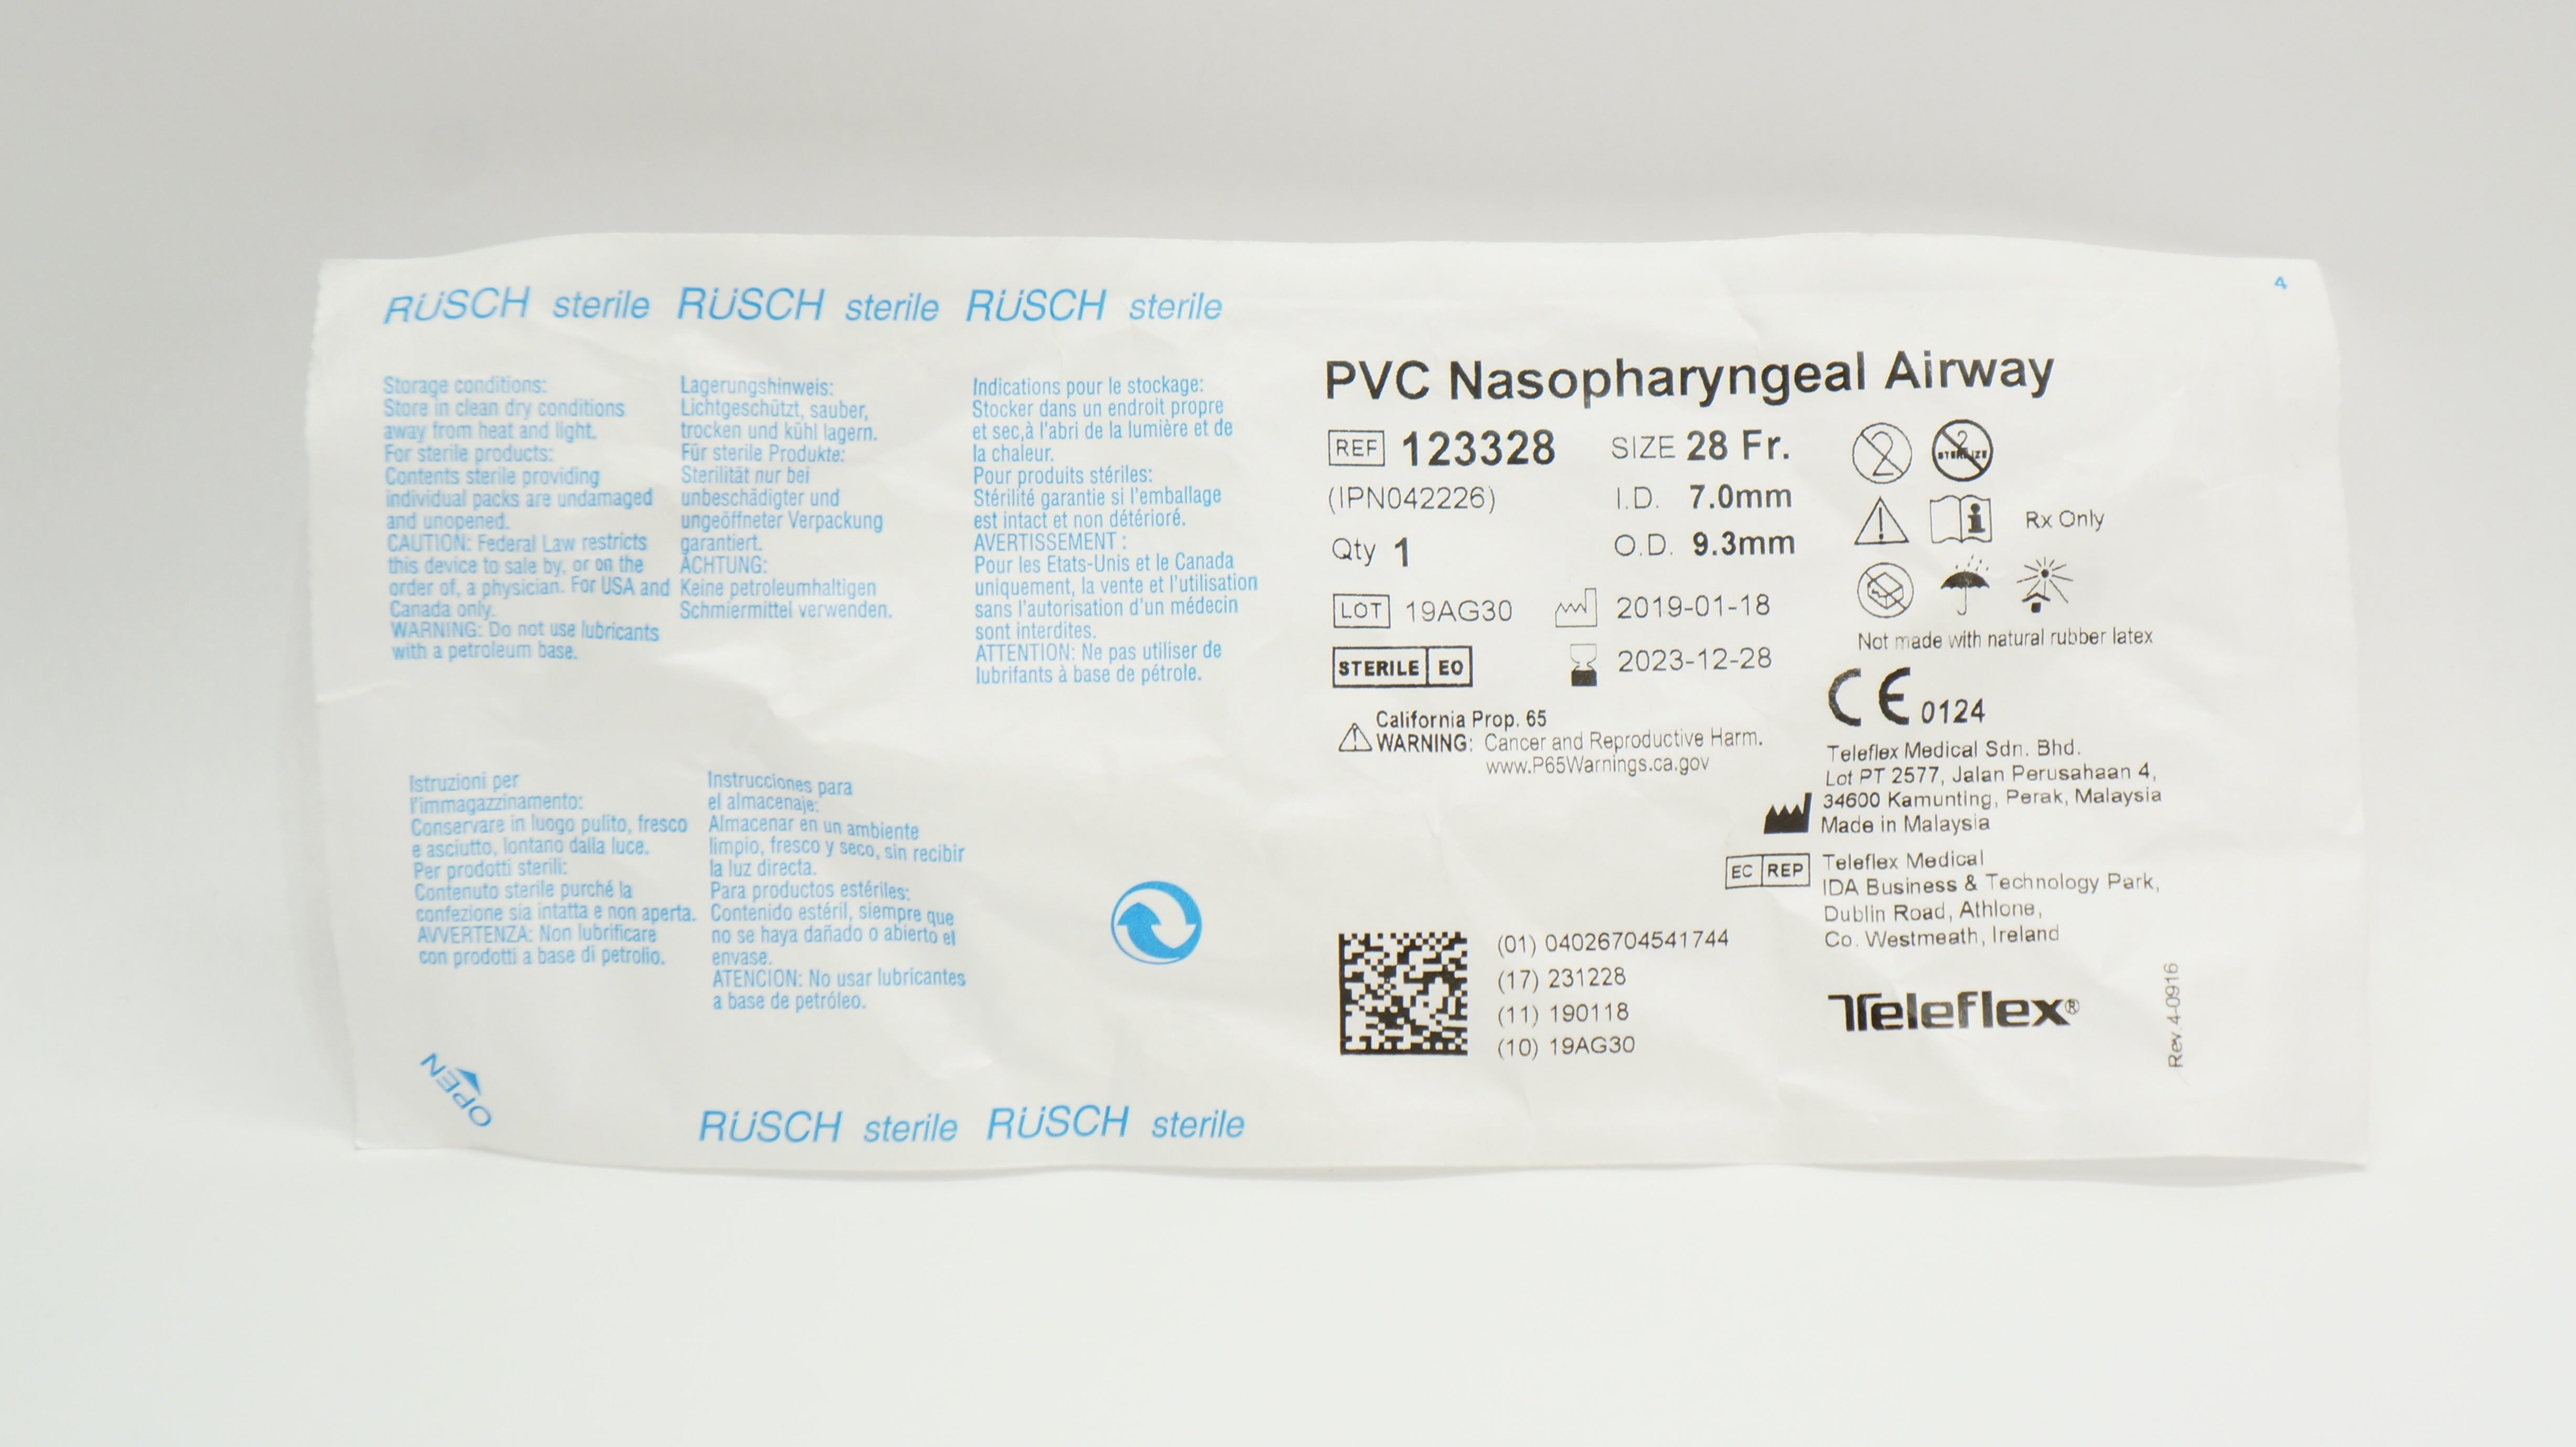 RÜSCH sterile RÜSCH sterile RÜSCH sterile
4
Storage conditions:
Store in clean dry conditions
away from heat and light.
For sterile products:
Contents sterile providing
individual packs are undamaged
and unopened.
CAUTION: Federal Law restricts
this device to sale by, or on the
order of, a physician. For USA and
Canada only.
WARNING: Do not use lubricants
with a petroleum base.
Lagerungshinweis:
Lichtgeschützt, sauber,
trocken und kühl lagern.
Für sterile Produkte:
Sterilität nur bei
unbeschädigter und
ungeöffneter Verpackung
garantiert.
ACHTUNG:
Keine petroleumhaltigen
Schmiermittel verwenden.
Indications pour le stockage:
Stocker dans un endroit propre
et sec,à l'abri de la lumière et de
la chaleur.
Pour produits stériles:
Stérilité garantie si l'emballage
est intact et non détérioré.
AVERTISSEMENT :
Pour les Etats-Unis et le Canada
uniquement, la vente et l'utilisation
sans l'autorisation d'un médecin
sont interdites.
ATTENTION: Ne pas utiliser de
lubrifants à base de pétrole.
Istruzioni per
l'immagazzinamento:
Conservare in luogo pulito, fresco
e asciutto, lontano dalla luce.
Per prodotti sterili:
Contenuto sterile purché la
confezione sia intatta e non aperta.
AVVERTENZA: Non lubrificare
con prodotti a base di petrolio.
Instrucciones para
el almacenaje:
Almacenar en un ambiente
limpio, fresco y seco, sin recibir
la luz directa.
Para productos estériles:
Contenido estéril, siempre que
no se haya dañado o abierto el
envase.
ATENCION: No usar lubricantes
a base de petróleo.
OPEN
RÜSCH sterile RÜSCH sterile
PVC Nasopharyngeal Airway
REF 123328 SIZE 28 Fr.
(IPN042226) I.D. 7.0mm
Qty 1 O.D. 9.3mm
LOT 19AG30 2019-01-18
STERILE EO 2023-12-28
California Prop. 65
WARNING: Cancer and Reproductive Harm.
www.P65Warnings.ca.gov
2 2 STERILIZE
Rx Only
Not made with natural rubber latex
CE 0124
Teleflex Medical Sdn. Bhd.
Lot PT 2577, Jalan Perusahaan 4,
34600 Kamunting, Perak, Malaysia
Made in Malaysia
EC REP Teleflex Medical
IDA Business & Technology Park,
Dublin Road, Athlone,
Co. Westmeath, Ireland
(01) 04026704541744
(17) 231228
(11) 190118
(10) 19AG30
Teleflex®
Rev 4-0916